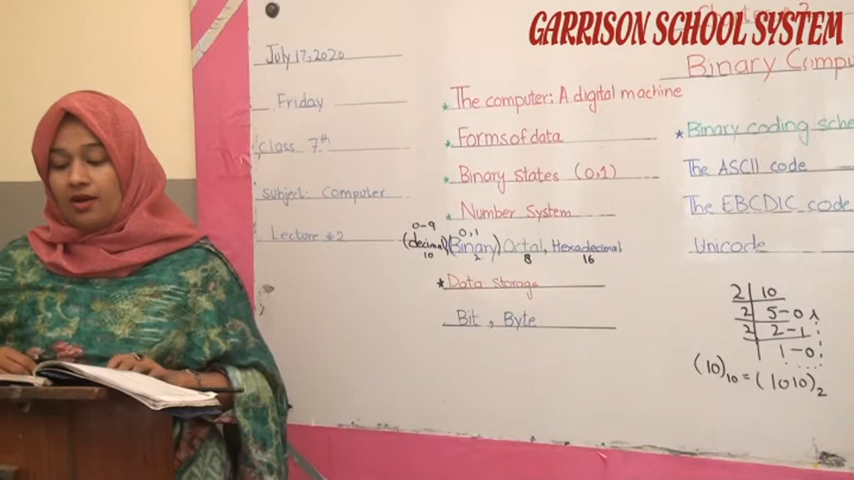 GARRISON SCHOOL SYSTEM
July 17, 2020
Friday
Class 7th
Subject: Computer
Lecture #2
* The computer: A digital machine
* Forms of data
* Binary States (0,1)
* Number System
0-9 0,1
(decimal)(Binary) Octal, Hexadecimal
10 2 8 16
* Data Storage
Bit, Byte
Binary Compu
* Binary coding sche
The ASCII code
The EBCDIC code
Unicode
2 | 10
2 | 5-0
2 | 2-1
1-0
(10)10 = (1010)2